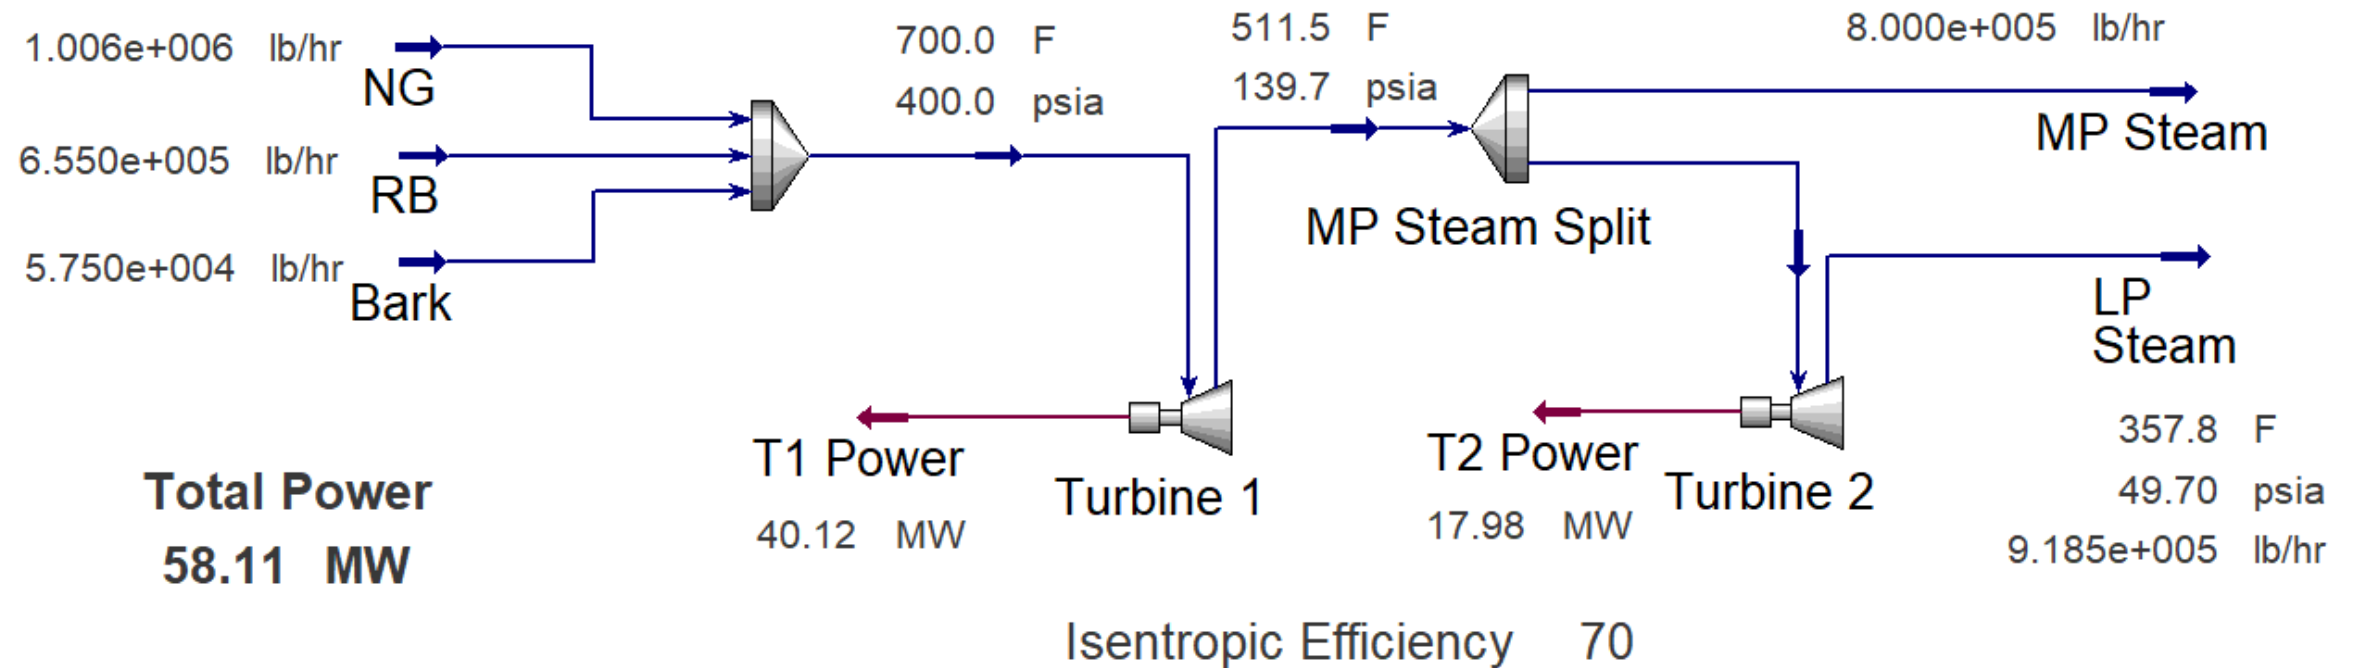 1.006e+006 lb/hr
NG
6.550e+005 lb/hr
RB
5.750e+004 lb/hr
Bark
700.0 F
400.0 psia
511.5 F
139.7 psia
8.000e+005 lb/hr
MP Steam
MP Steam Split
LP
Steam
357.8 F
49.70 psia
9.185e+005 lb/hr
T1 Power
40.12 MW
Turbine 1
T2 Power
17.98 MW
Turbine 2
Total Power
58.11 MW
Isentropic Efficiency 70